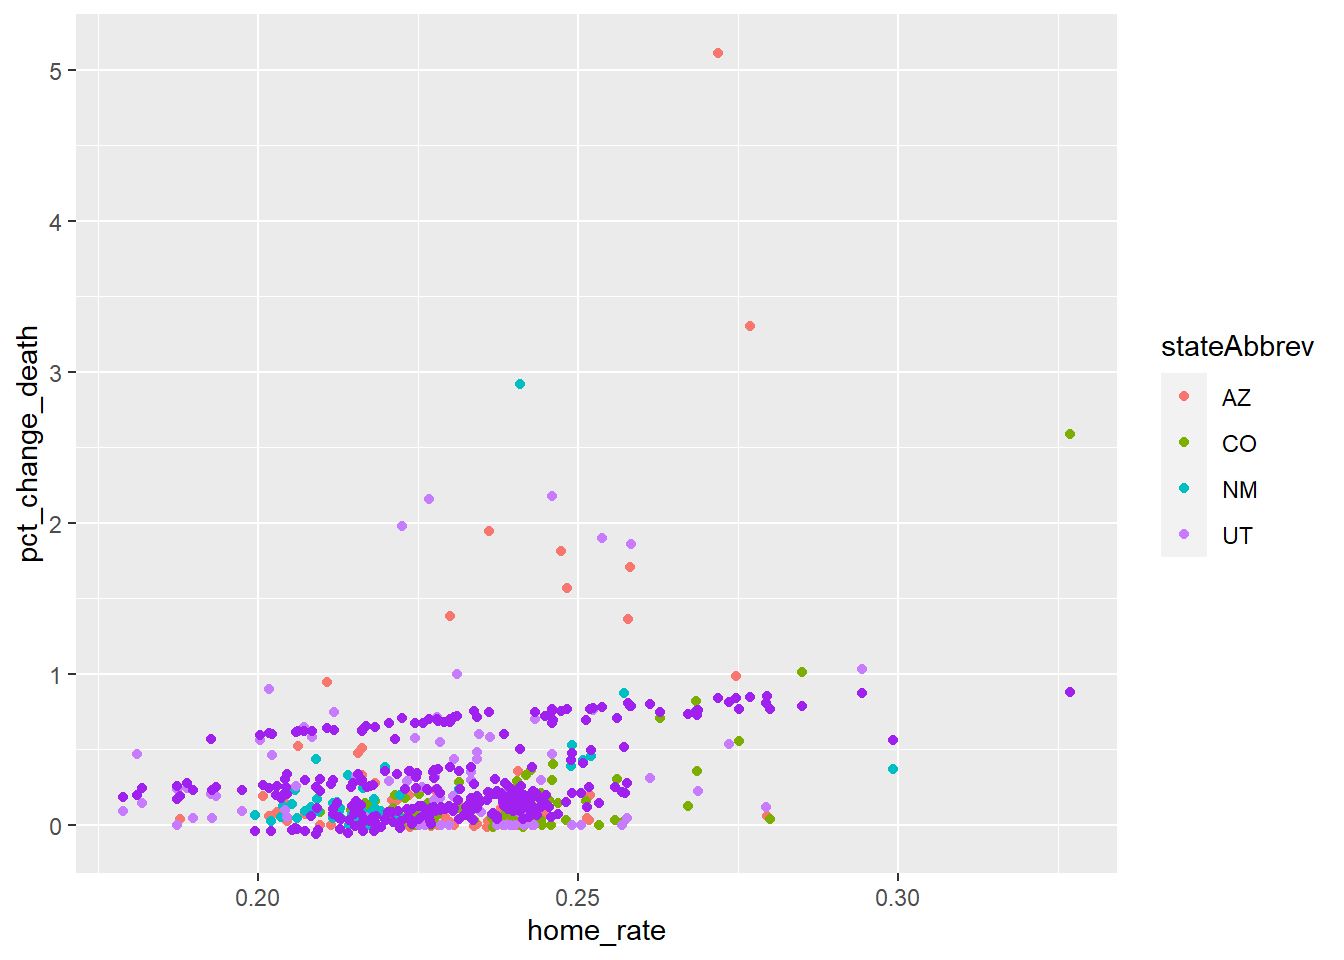 pct_change_death
5
4
3
2
1
0
0.20
0.25
0.30
home_rate
stateAbbrev
AZ
CO
NM
UT